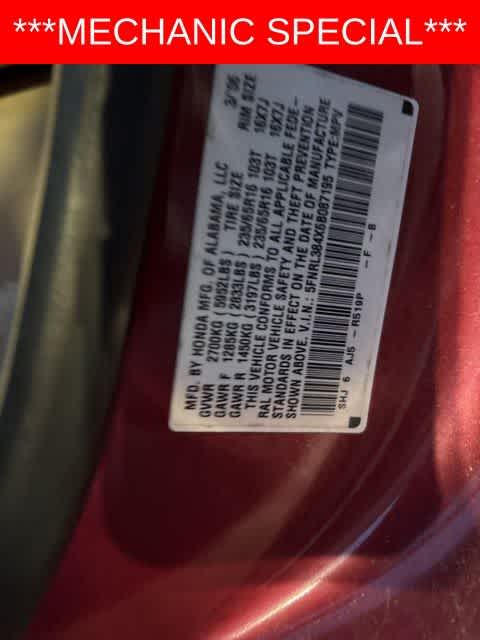 ***MECHANIC SPECIAL***
MFD. BY HONDA MFG. OF ALABAMA, LLC 3/'06
GVWR 2700KG (5952LBS) TIRE SIZE RIM SIZE
GAWR F 1285KG (2833LBS) 235/65R16 103T 16X7J
GAWR R 1450KG (3197LBS) 235/65R16 103T 16X7J
THIS VEHICLE CONFORMS TO ALL APPLICABLE FEDE-
RAL MOTOR VEHICLE SAFETY AND THEFT PREVENTION
STANDARDS IN EFFECT ON THE DATE OF MANUFACTURE
SHOWN ABOVE. V.I.N.: 5FNRL384X6B087195 TYPE:MPV
SHJ 6 AJ5 - R519P - F - B